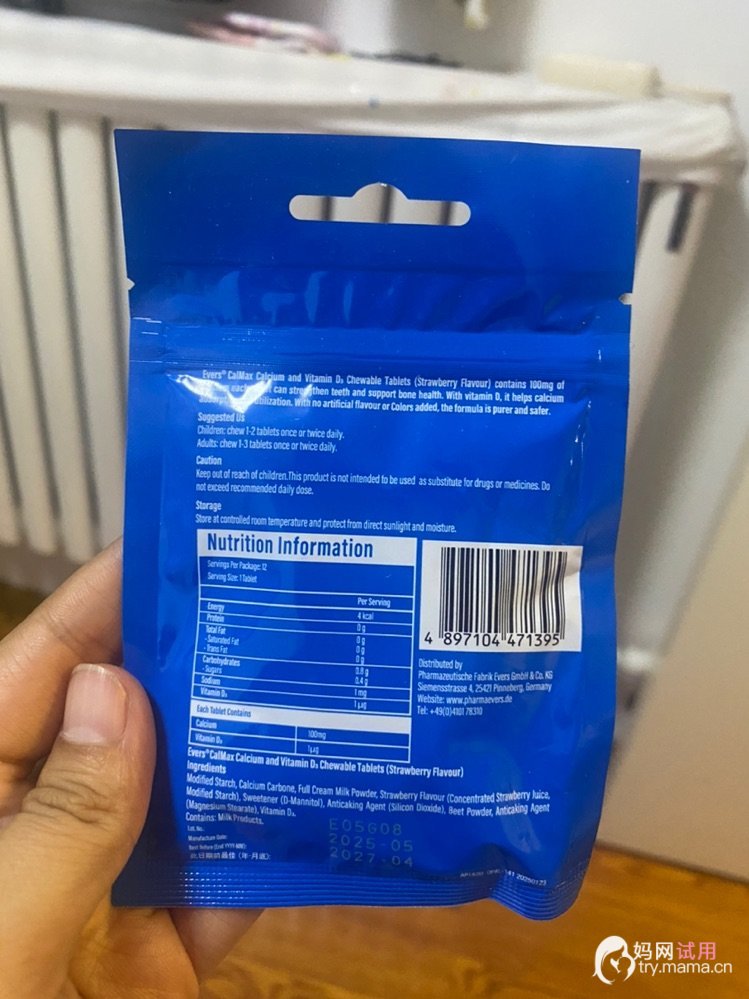 Evers® CalMax Calcium and Vitamin D₃ Chewable Tablets (Strawberry Flavour) contains 100mg of
can strengthen teeth and support bone health. With vitamin D, it helps calcium
utilization. With no artificial flavour or Colors added, the formula is purer and safer.
Suggested Us
Children: chew 1-2 tablets once or twice daily.
Adults: chew 1-3 tablets once or twice daily.
Caution
Keep out of reach of children.This product is not intended to be used as substitute for drugs or medicines. Do
not exceed recommended daily dose.
Storage
Store at controlled room temperature and protect from direct sunlight and moisture.
Nutrition Information
Servings Per Package: 12
Serving Size: 1 Tablet
Per Serving
Energy 4 kcal
Protein 0 g
Total Fat 0 g
- Saturated Fat 0 g
- Trans Fat 0 g
Carbohydrates 0.8 g
- Sugars 0.4 g
Sodium 1 mg
Vitamin D₃ 1 μg
Each Tablet Contains
Calcium 100mg
Vitamin D₃ 1μg
4 897104 471395
Distributed by
Pharmazeutische Fabrik Evers GmbH & Co. KG
Siemensstrasse 4, 25421 Pinneberg, Germany
Website: www.pharmaevers.de
Tel: +49(0)4101 78310
Evers® CalMax Calcium and Vitamin D₃ Chewable Tablets (Strawberry Flavour)
Ingredients
Modified Starch, Calcium Carbone, Full Cream Milk Powder, Strawberry Flavour (Concentrated Strawberry Juice,
Modified Starch), Sweetener (D-Mannitol), Anticaking Agent (Silicon Dioxide), Beet Powder, Anticaking Agent
(Magnesium Stearate), Vitamin D₃.
Contains: Milk Products.
Lot. No.: E05G08
Manufacture Date: 2025-05
Best Before (End YYYY-MM): 2027-04
此日期前最佳 (年-月底):
妈网试用
try.mama.cn